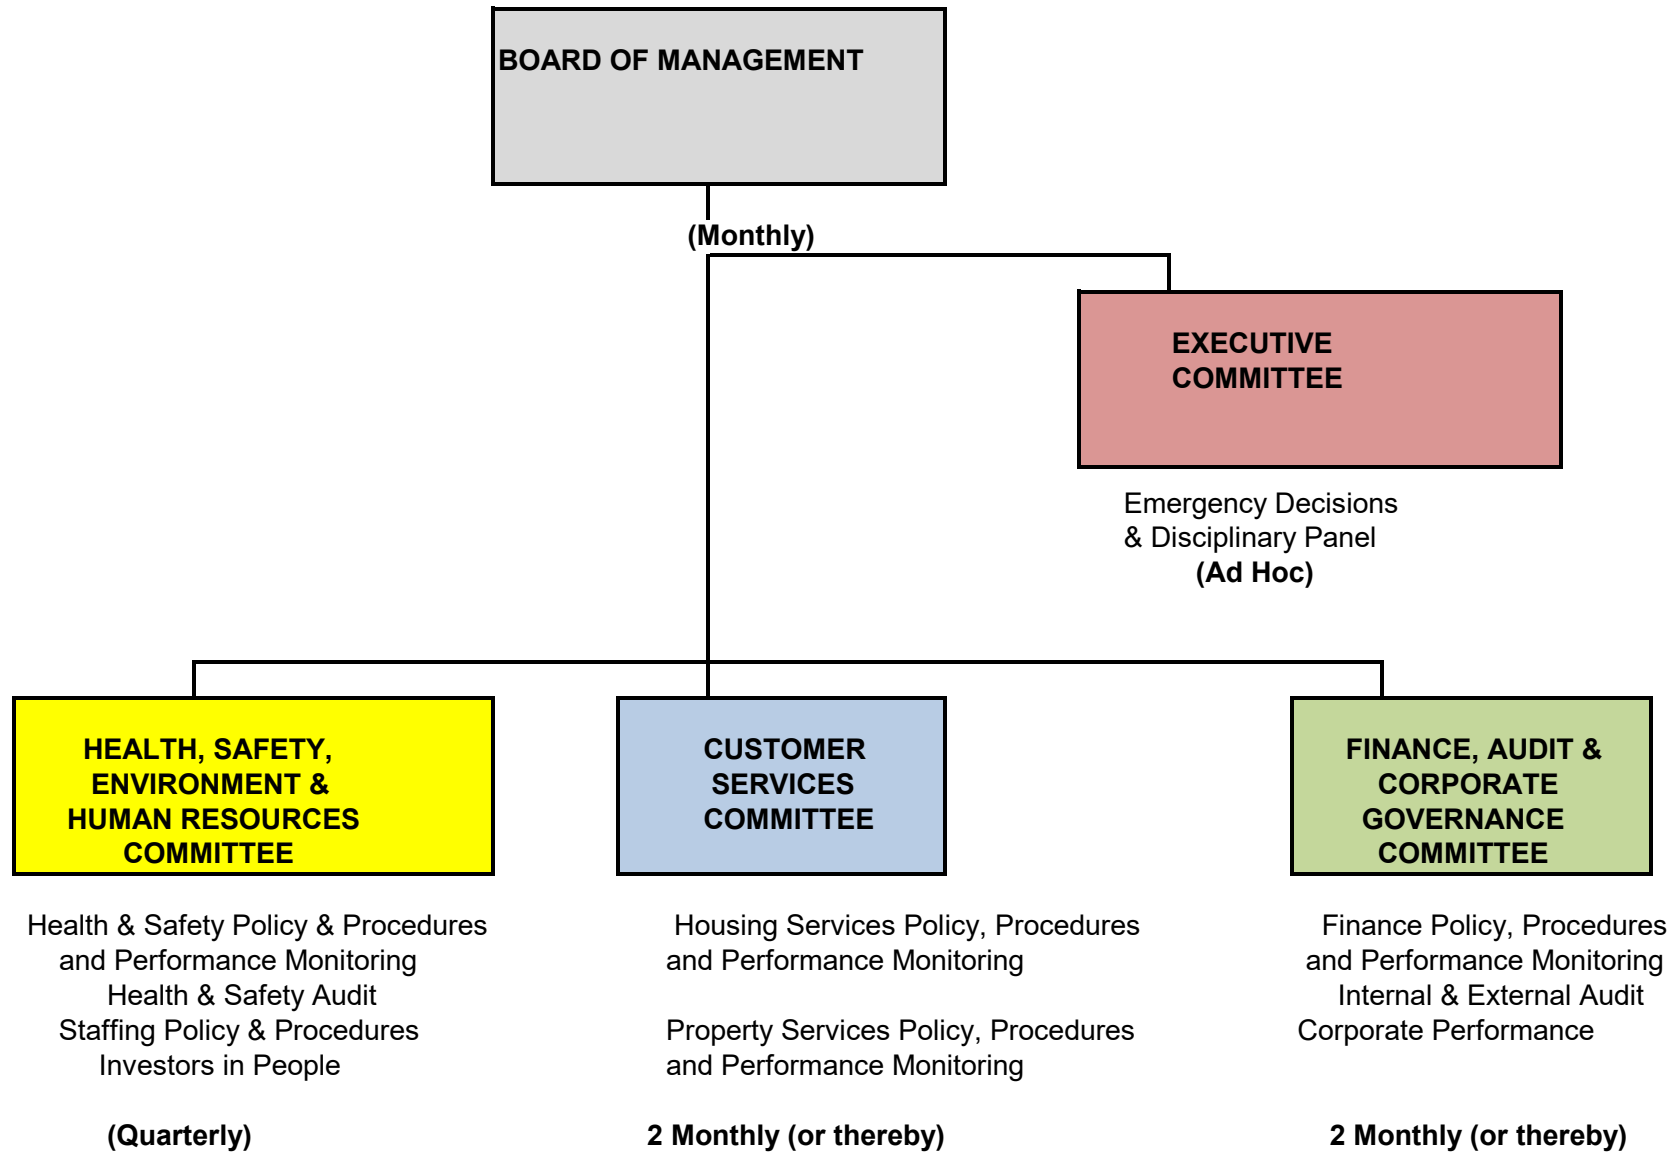 BOARD OF MANAGEMENT
(Monthly)
EXECUTIVE
COMMITTEE
Emergency Decisions
& Disciplinary Panel
(Ad Hoc)
HEALTH, SAFETY,
ENVIRONMENT &
HUMAN RESOURCES
COMMITTEE
Health & Safety Policy & Procedures
and Performance Monitoring
Health & Safety Audit
Staffing Policy & Procedures
Investors in People
(Quarterly)
CUSTOMER
SERVICES
COMMITTEE
Housing Services Policy, Procedures
and Performance Monitoring
Property Services Policy, Procedures
and Performance Monitoring
2 Monthly (or thereby)
FINANCE, AUDIT &
CORPORATE
GOVERNANCE
COMMITTEE
Finance Policy, Procedures
and Performance Monitoring
Internal & External Audit
Corporate Performance
2 Monthly (or thereby)